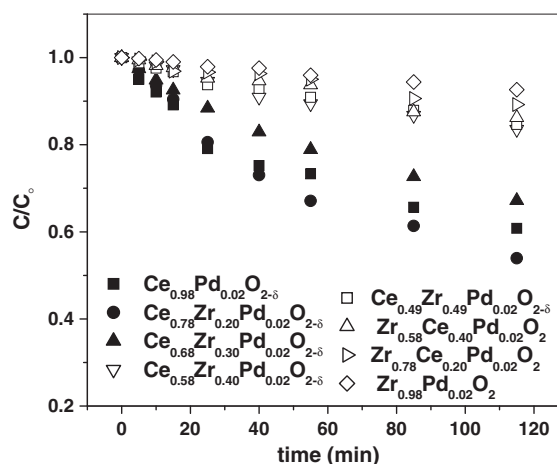 C/C₀
1.0
0.8
0.6
0.4
0.2
Ce₀.₉₈Pd₀.₀₂O₂₋δ
Ce₀.₇₈Zr₀.₂₀Pd₀.₀₂O₂₋δ
Ce₀.₆₈Zr₀.₃₀Pd₀.₀₂O₂₋δ
Ce₀.₅₈Zr₀.₄₀Pd₀.₀₂O₂₋δ
Ce₀.₄₉Zr₀.₄₉Pd₀.₀₂O₂₋δ
Zr₀.₅₈Ce₀.₄₀Pd₀.₀₂O₂
Zr₀.₇₈Ce₀.₂₀Pd₀.₀₂O₂
Zr₀.₉₈Pd₀.₀₂O₂
0 20 40 60 80 100 120
time (min)